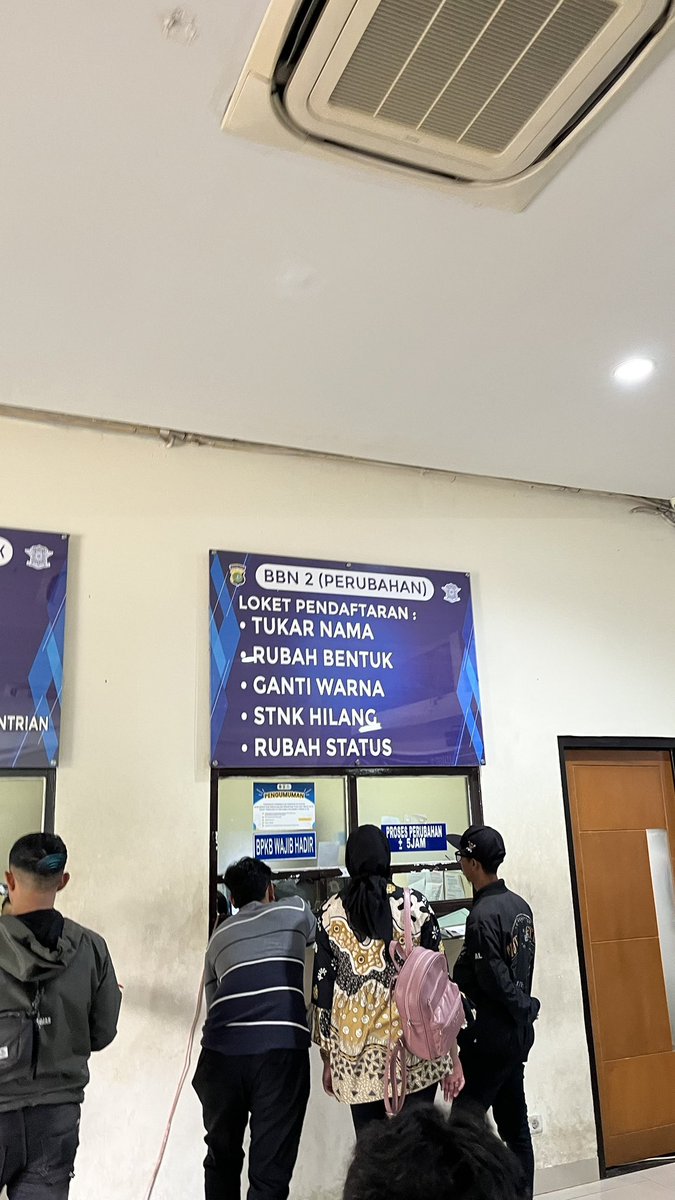 NTRIAN
BBN 2 (PERUBAHAN)
LOKET PENDAFTARAN :
• TUKAR NAMA
• RUBAH BENTUK
• GANTI WARNA
• STNK HILANG
• RUBAH STATUS
PENGUMUMAN
BPKB WAJIB HADIR
PROSES PERUBAHAN
± 5JAM